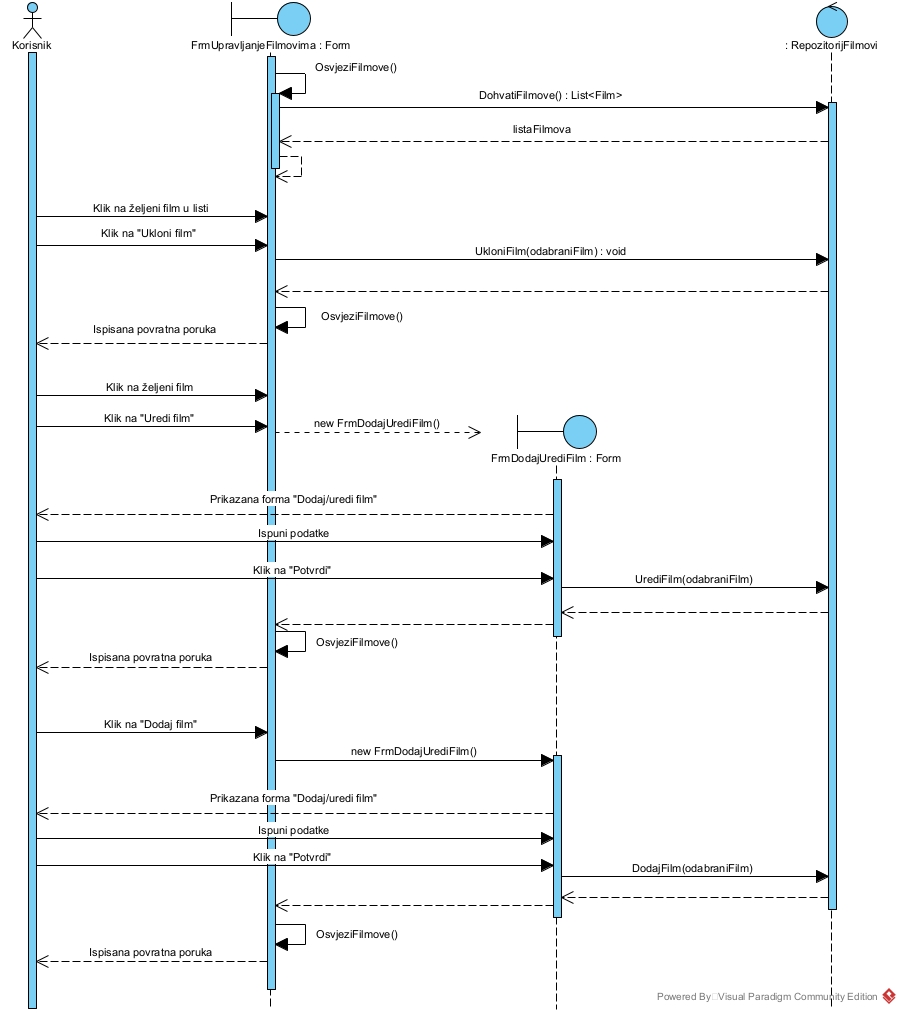 Korisnik
FrmUpravljanjeFilmovima : Form
: RepozitorijFilmovi
OsvjeziFilmove()
DohvatiFilmove() : List<Film>
listaFilmova
Klik na željeni film u listi
Klik na "Ukloni film"
UkloniFilm(odabraniFilm) : void
OsvjeziFilmove()
Ispisana povratna poruka
Klik na željeni film
Klik na "Uredi film"
new FrmDodajUrediFilm()
FrmDodajUrediFilm : Form
Prikazana forma "Dodaj/uredi film"
Ispuni podatke
Klik na "Potvrdi"
UrediFilm(odabraniFilm)
OsvjeziFilmove()
Ispisana povratna poruka
Klik na "Dodaj film"
new FrmDodajUrediFilm()
Prikazana forma "Dodaj/uredi film"
Ispuni podatke
Klik na "Potvrdi"
DodajFilm(odabraniFilm)
OsvjeziFilmove()
Ispisana povratna poruka
Powered By Visual Paradigm Community Edition